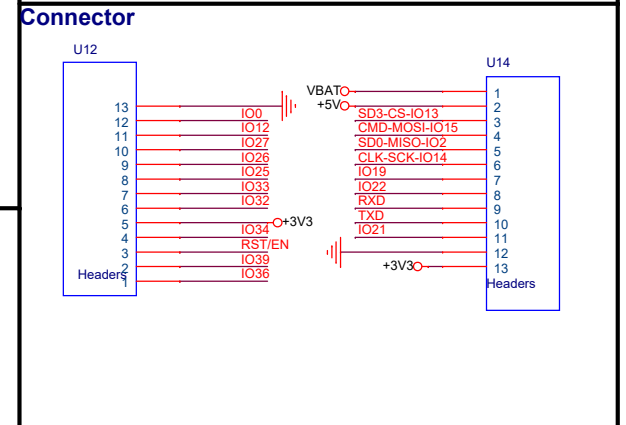 Connector
U12
13
12 IO0
11 IO12
10 IO27
9 IO26
8 IO25
7 IO33
6 IO32
5 +3V3
4 IO34
3 RST/EN
2 IO39
1 IO36
Headers
U14
VBAT 1
+5V 2
SD3-CS-IO13 3
CMD-MOSI-IO15 4
SD0-MISO-IO2 5
CLK-SCK-IO14 6
IO19 7
IO22 8
RXD 9
TXD 10
IO21 11
12
+3V3 13
Headers